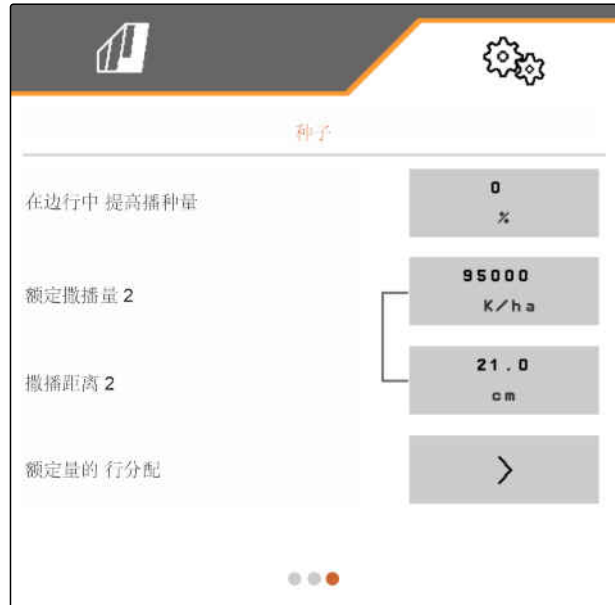 种子
在边行中 提高播种量
0
%
额定撒播量 2
95000
K/ha
撒播距离 2
21.0
cm
额定量的 行分配